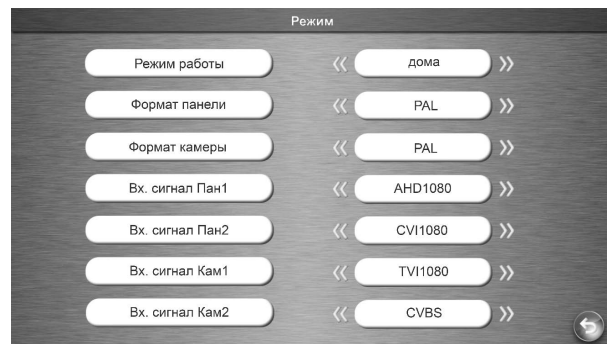 Режим
Режим работы дома
Формат панели PAL
Формат камеры PAL
Вх. сигнал Пан1 AHD1080
Вх. сигнал Пан2 CVI1080
Вх. сигнал Кам1 TVI1080
Вх. сигнал Кам2 CVBS